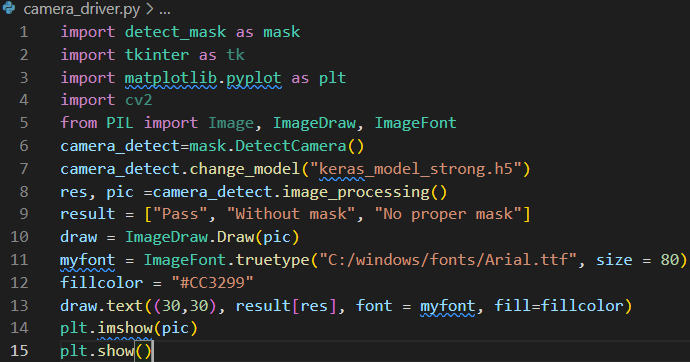 camera_driver.py > ...
1 import detect_mask as mask
2 import tkinter as tk
3 import matplotlib.pyplot as plt
4 import cv2
5 from PIL import Image, ImageDraw, ImageFont
6 camera_detect=mask.DetectCamera()
7 camera_detect.change_model("keras_model_strong.h5")
8 res, pic =camera_detect.image_processing()
9 result = ["Pass", "Without mask", "No proper mask"]
10 draw = ImageDraw.Draw(pic)
11 myfont = ImageFont.truetype("C:/windows/fonts/Arial.ttf", size = 80)
12 fillcolor = "#CC3299"
13 draw.text((30,30), result[res], font = myfont, fill=fillcolor)
14 plt.imshow(pic)
15 plt.show()